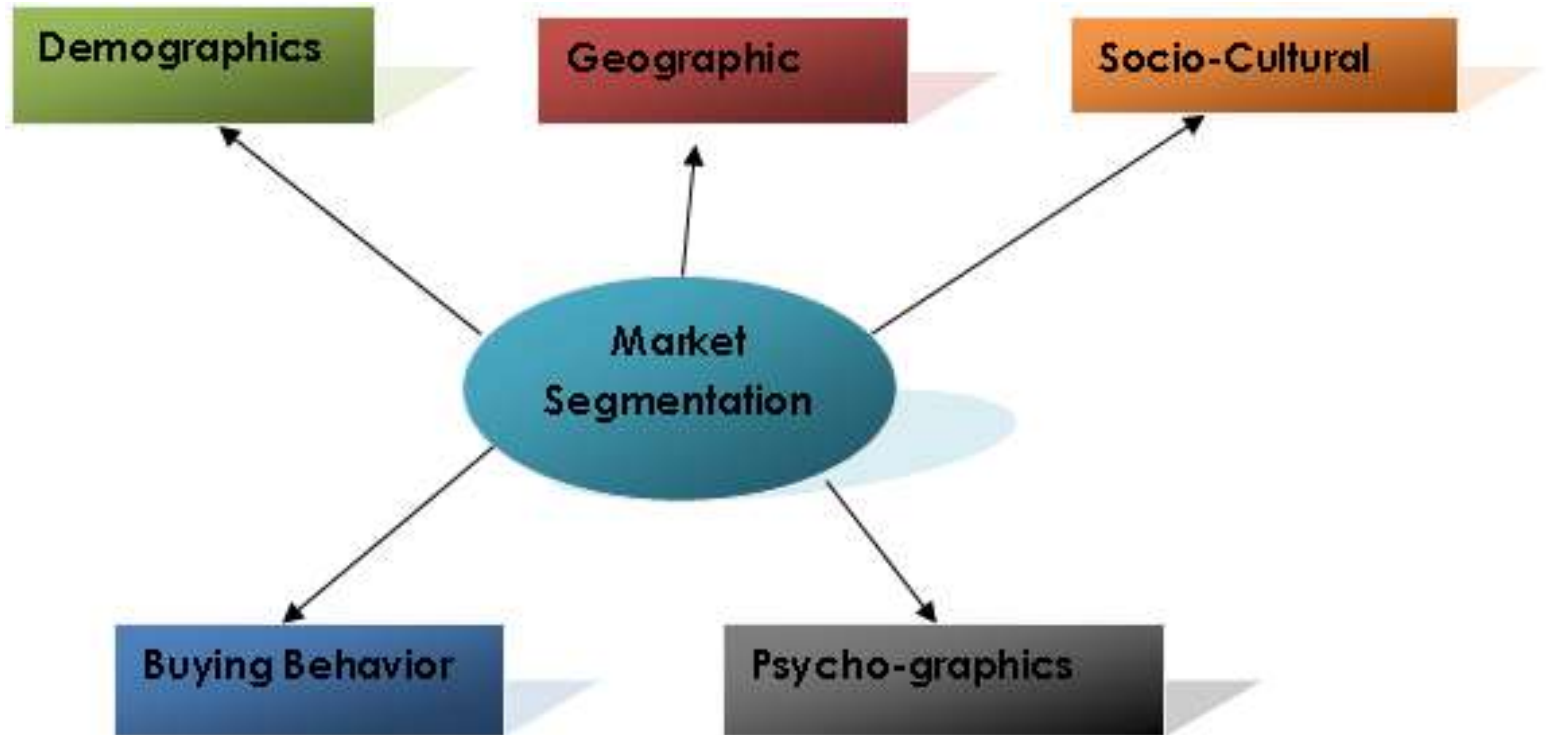 Demographics
Geographic
Socio-Cultural
Market
Segmentation
Buying Behavior
Psycho-graphics